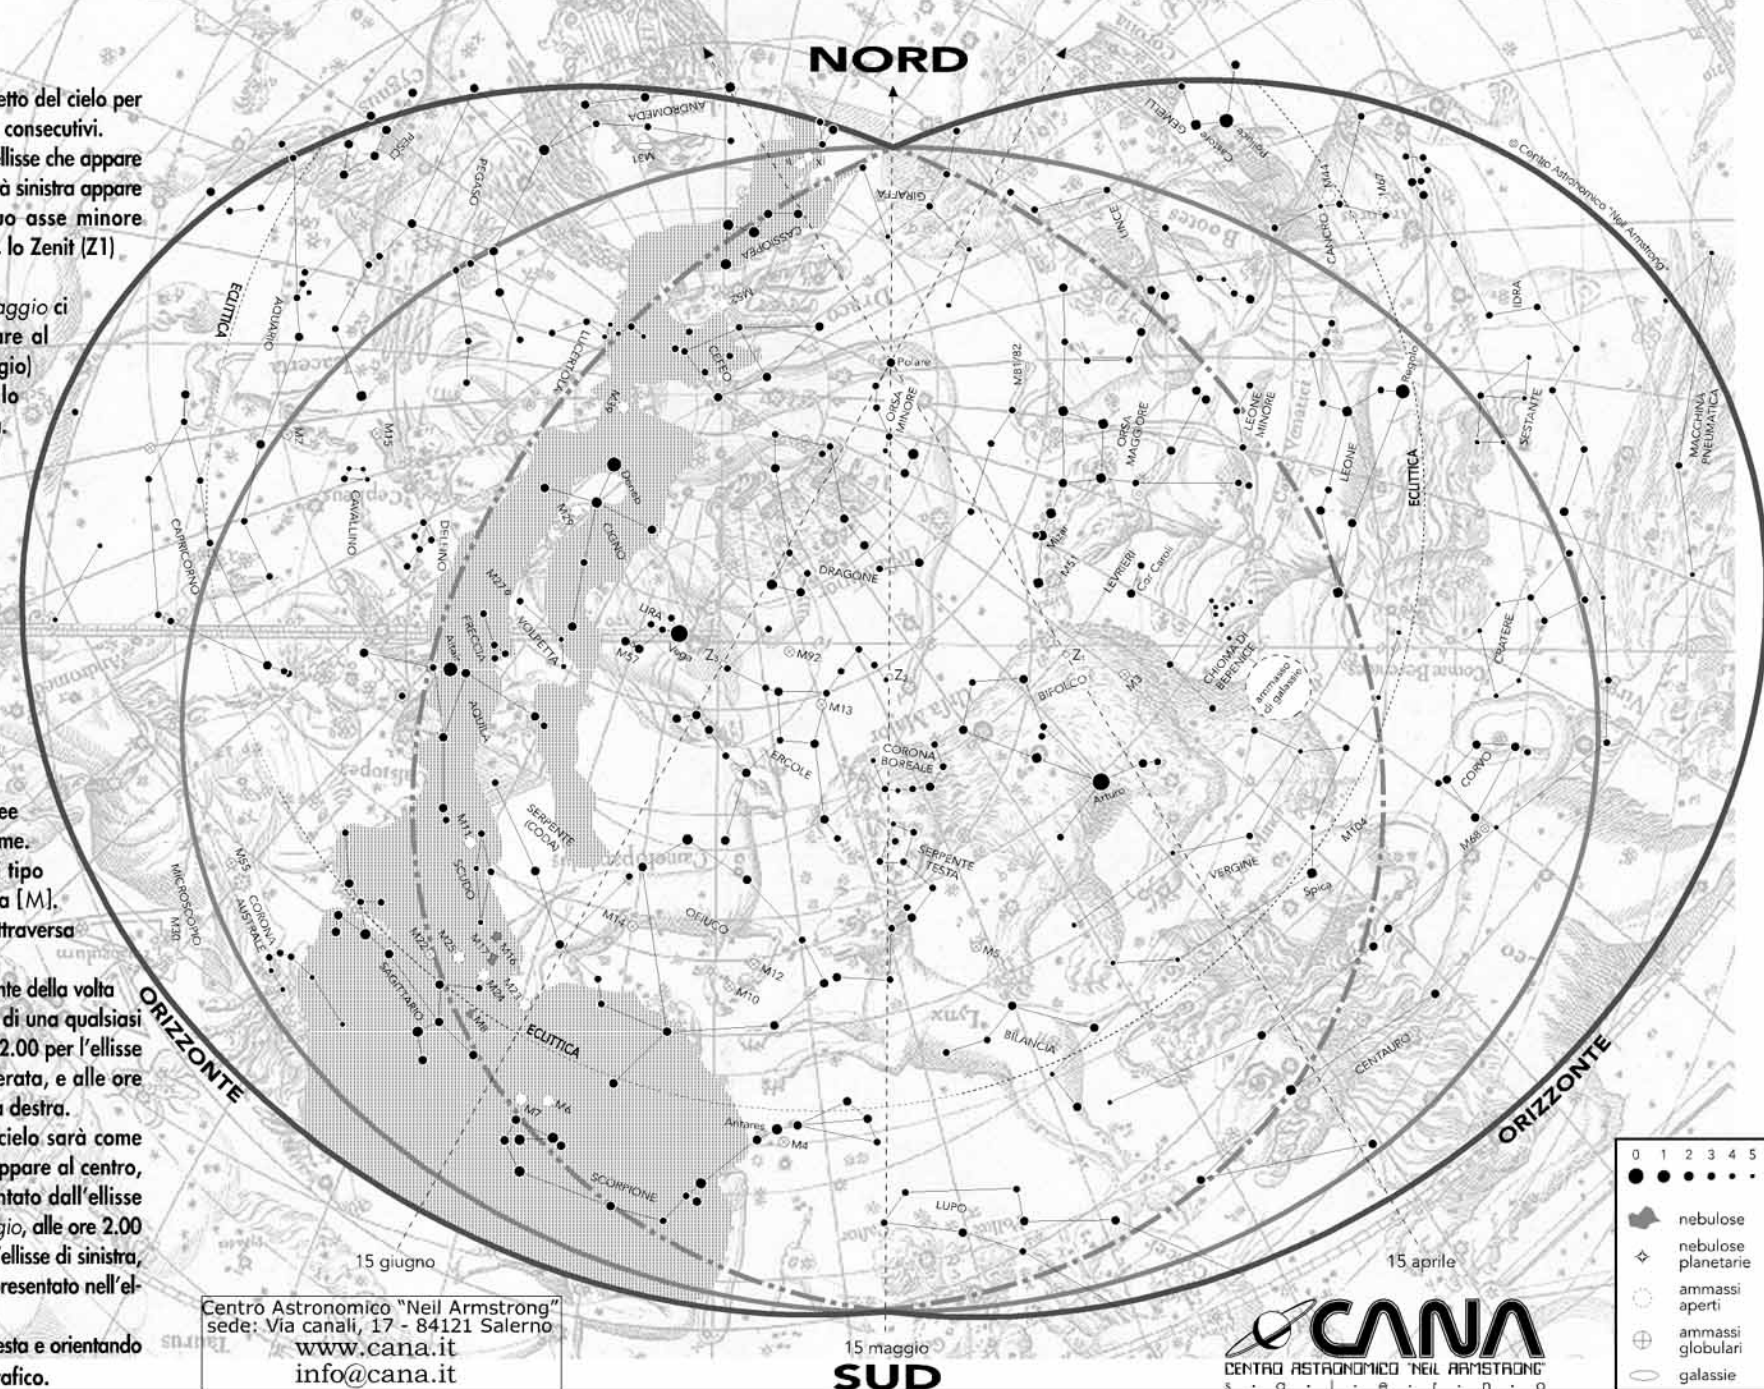 NORD
etto del cielo per
consecutivi.
ellisse che appare
à sinistra appare
uo asse minore
lo Zenit (Z1)
aggio ci
are al
gio)
lo
ee
me.
tipo
a [M].
ttraversa
nte della volta
di una qualsiasi
2.00 per l'ellisse
erata, e alle ore
a destra.
cielo sarà come
ppare al centro,
ntato dall'ellisse
gio, alle ore 2.00
'ellisse di sinistra,
presentato nell'el-
esta e orientando
rafico.
ANDROMEDA
M31
PESCI
PEGASO
GIRAFFA
CASSIOPEA
M52
GEMELLI
Castore
Polluce
M44
M67
CANCRO
LINCE
© Centro Astronomico "Neil Armstrong"
ECLITTICA
AQUARIO
LUCERTOLA
CEFEO
Polare
ORSA
MINORE
M81/82
ORSA
MAGGIORE
LEONE
MINORE
LEONE
Regolo
ECLITTICA
IDRA
SESTANTE
MACCHINA
PNEUMATICA
M39
M15
M2
CAVALLINO
DELFINO
CAPRICORNO
Deneb
M29
CIGNO
M27
FRECCIA
VOLPETTA
Altair
AQUILA
LIRA
Vega
M57
DRAGONE
M92
M13
ERCOLE
CORONA
BOREALE
BIFOLCO
Arturo
Mizar
M51
LEVRIERI
Cor Caroli
M3
CHIOMA DI
BERENICE
ammasso
di galassie
CRATERE
CORVO
M68
M104
VERGINE
Spica
SERPENTE
TESTA
SERPENTE
(CODA)
M11
SCUDO
M14
OFIUCO
M12
M10
M5
M55
MICROSCOPIO
M30
CORONA
AUSTRALE
M22
M25
M17
M16
M23
M24
M8
SAGITTARIO
ECLITTICA
BILANCIA
CENTAURO
M7
M6
Antares
M4
SCORPIONE
LUPO
ORIZZONTE
ORIZZONTE
15 giugno
15 maggio
15 aprile
SUD
Centro Astronomico "Neil Armstrong"
sede: Via canali, 17 - 84121 Salerno
www.cana.it
info@cana.it
CANA
CENTRO ASTRONOMICO "NEIL ARMSTRONG"
s . a . l . e . r . n . o
0 1 2 3 4 5
nebulose
nebulose
planetarie
ammassi
aperti
ammassi
globulari
galassie